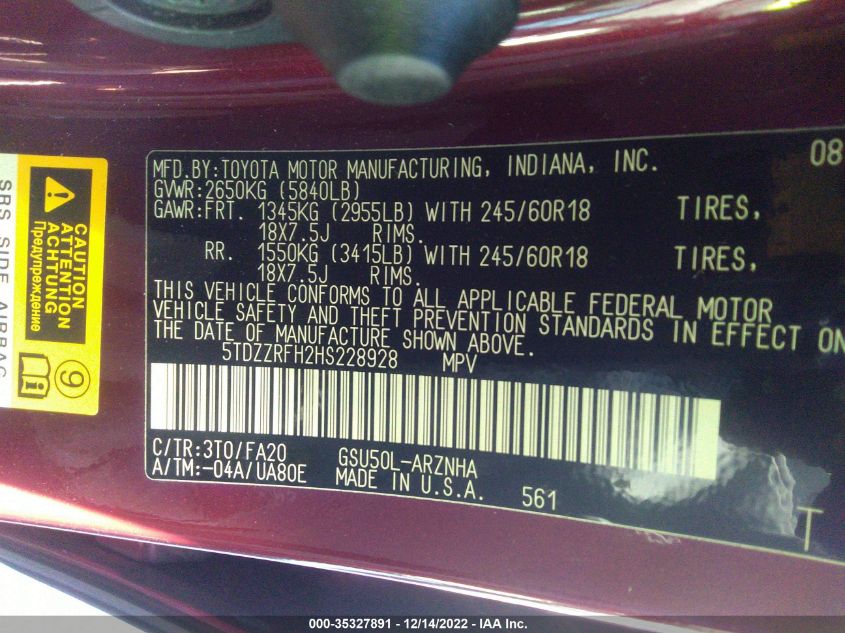 MFD.BY:TOYOTA MOTOR MANUFACTURING, INDIANA, INC. 08
GVWR:2650KG (5840LB)
GAWR:FRT. 1345KG (2955LB) WITH 245/60R18 TIRES,
18X7.5J RIMS.
RR. 1550KG (3415LB) WITH 245/60R18 TIRES,
18X7.5J RIMS.
THIS VEHICLE CONFORMS TO ALL APPLICABLE FEDERAL MOTOR
VEHICLE SAFETY AND THEFT PREVENTION STANDARDS IN EFFECT ON
THE DATE OF MANUFACTURE SHOWN ABOVE.
5TDZZRFH2HS228928 MPV
C/TR:3T0/FA20 GSU50L-ARZNHA
A/TM:-04A/UA80E MADE IN U.S.A. 561
T
SRS SIDE AIRBAG
CAUTION
ATTENTION
ACHTUNG
Предупреждение
9
000-35327891 - 12/14/2022 - IAA Inc.